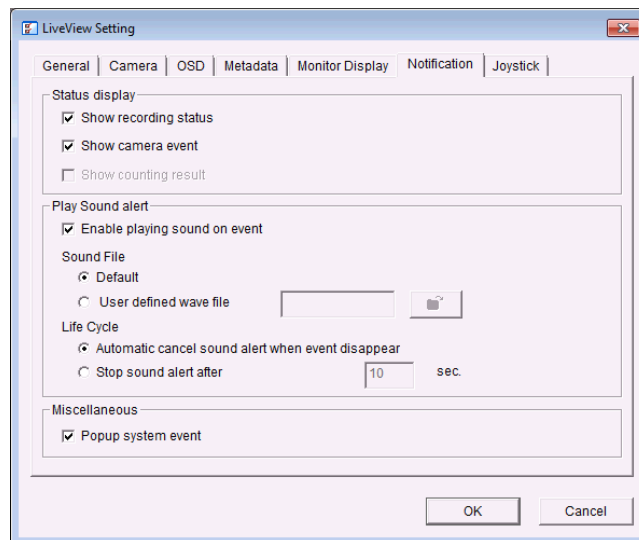 LiveView Setting
General Camera OSD Metadata Monitor Display Notification Joystick
Status display
Show recording status
Show camera event
Show counting result
Play Sound alert
Enable playing sound on event
Sound File
Default
User defined wave file
Life Cycle
Automatic cancel sound alert when event disappear
Stop sound alert after 10 sec.
Miscellaneous
Popup system event
OK Cancel